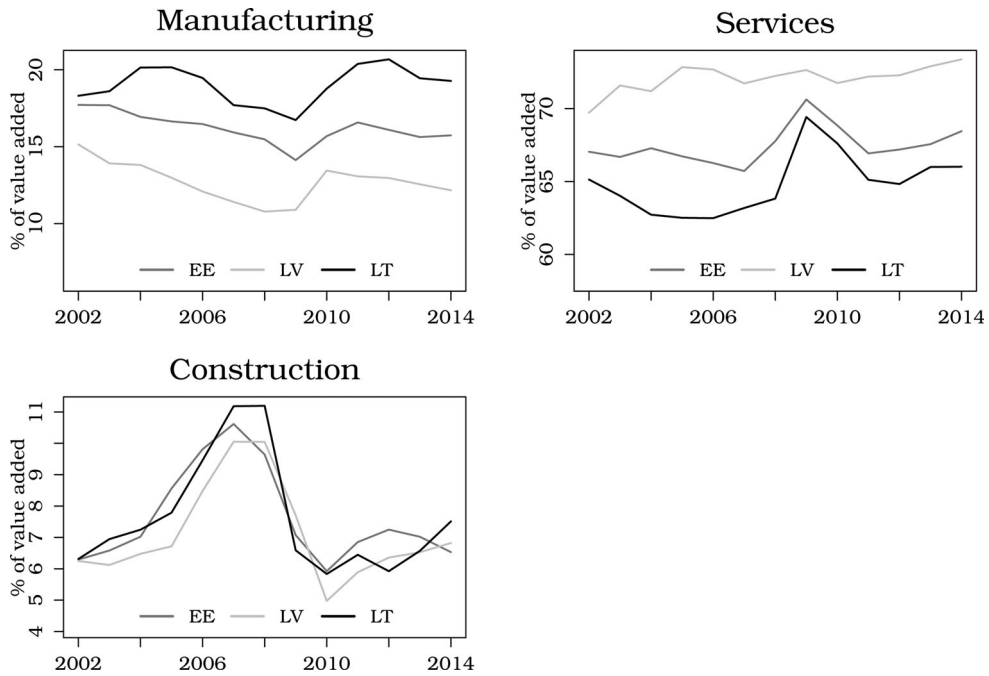 Manufacturing
% of value added
20
15
10
EE LV LT
2002 2006 2010 2014
Services
% of value added
70
65
60
EE LV LT
2002 2006 2010 2014
Construction
% of value added
11
9
8
7
6
5
4
EE LV LT
2002 2006 2010 2014